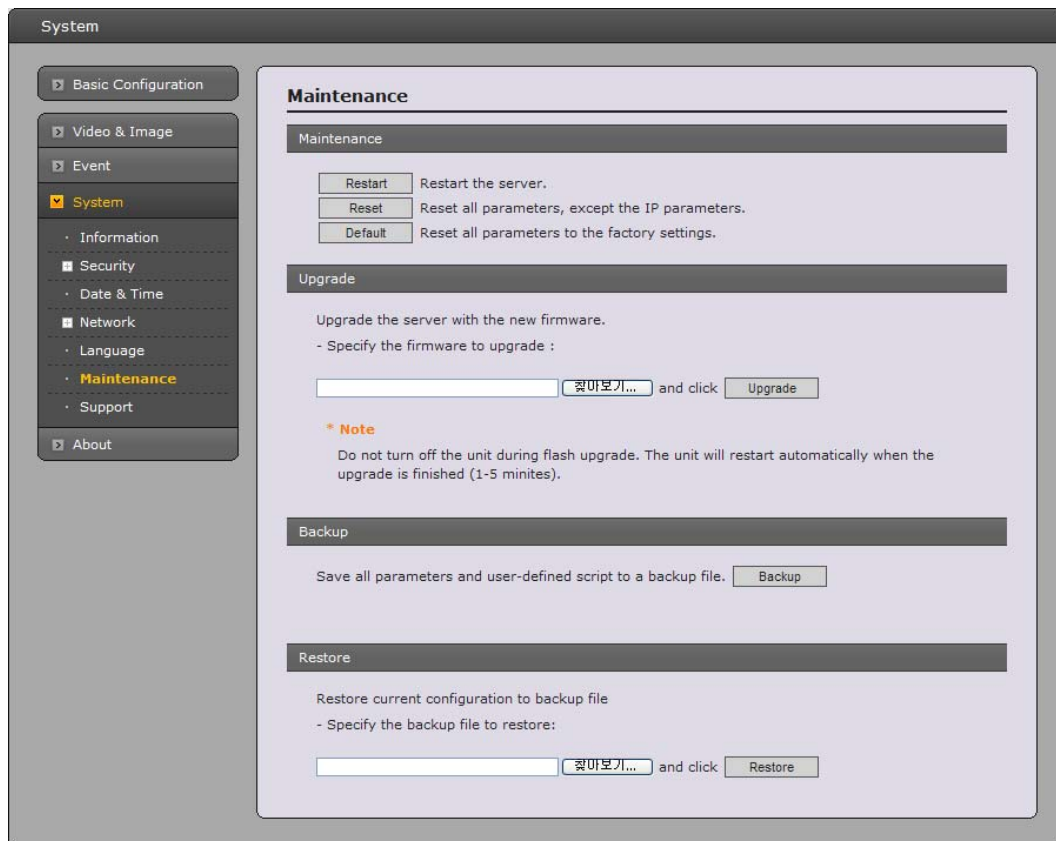 System
Basic Configuration
Video & Image
Event
System
· Information
Security
· Date & Time
Network
· Language
· Maintenance
· Support
About
Maintenance
Maintenance
Restart Restart the server.
Reset Reset all parameters, except the IP parameters.
Default Reset all parameters to the factory settings.
Upgrade
Upgrade the server with the new firmware.
- Specify the firmware to upgrade :
찾아보기... and click Upgrade
* Note
Do not turn off the unit during flash upgrade. The unit will restart automatically when the
upgrade is finished (1-5 minites).
Backup
Save all parameters and user-defined script to a backup file. Backup
Restore
Restore current configuration to backup file
- Specify the backup file to restore:
찾아보기... and click Restore